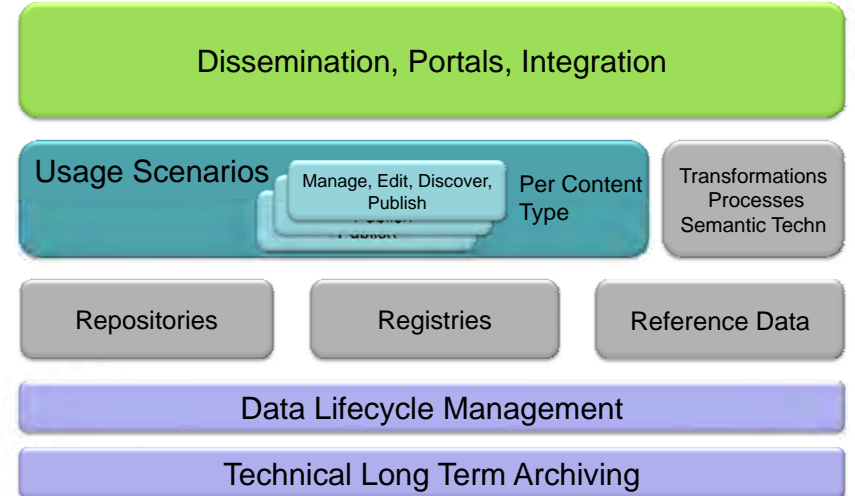 Dissemination, Portals, Integration
Usage Scenarios
Manage, Edit, Discover,
Publish
Per Content
Type
Transformations
Processes
Semantic Techn
Repositories
Registries
Reference Data
Data Lifecycle Management
Technical Long Term Archiving